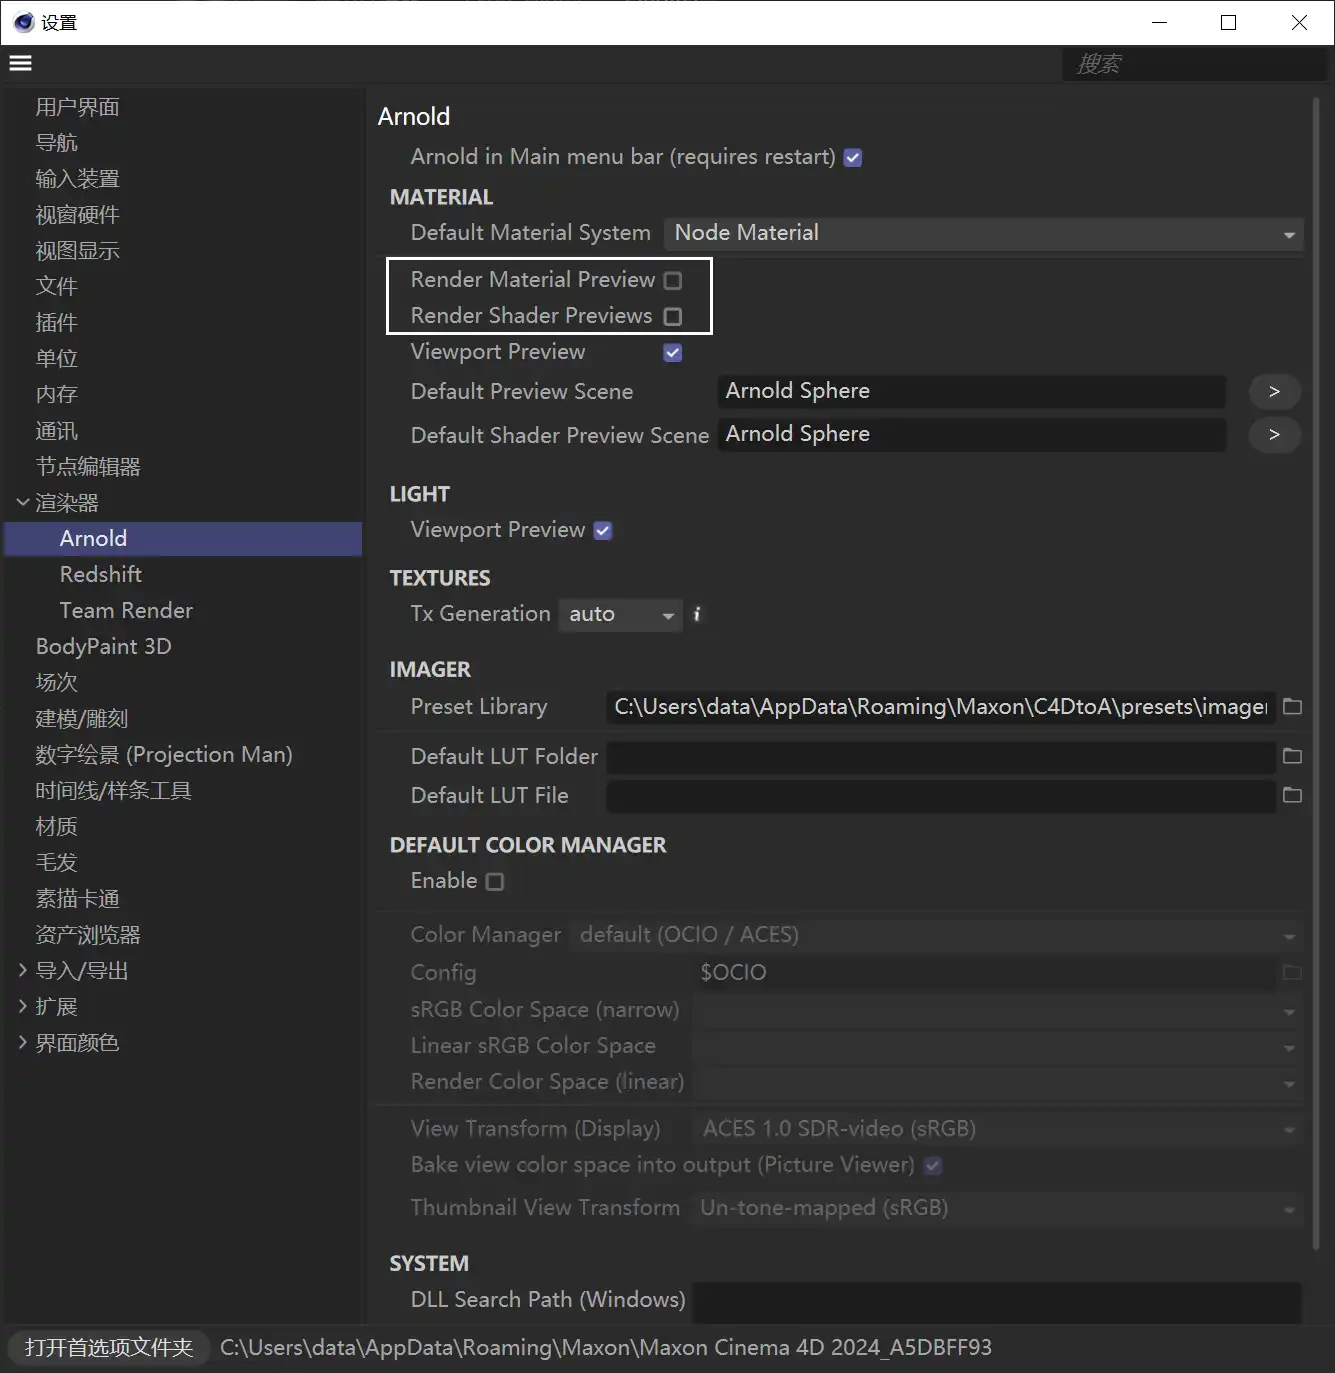 设置
搜索
用户界面
导航
输入装置
视窗硬件
视图显示
文件
插件
单位
内存
通讯
节点编辑器
渲染器
Arnold
Redshift
Team Render
BodyPaint 3D
场次
建模/雕刻
数字绘景 (Projection Man)
时间线/样条工具
材质
毛发
素描卡通
资产浏览器
导入/导出
扩展
界面颜色
Arnold
Arnold in Main menu bar (requires restart)
MATERIAL
Default Material System Node Material
Render Material Preview
Render Shader Previews
Viewport Preview
Default Preview Scene Arnold Sphere >
Default Shader Preview Scene Arnold Sphere >
LIGHT
Viewport Preview
TEXTURES
Tx Generation auto i
IMAGER
Preset Library C:\Users\data\AppData\Roaming\Maxon\C4DtoA\presets\imager
Default LUT Folder
Default LUT File
DEFAULT COLOR MANAGER
Enable
Color Manager default (OCIO / ACES)
Config $OCIO
sRGB Color Space (narrow)
Linear sRGB Color Space
Render Color Space (linear)
View Transform (Display) ACES 1.0 SDR-video (sRGB)
Bake view color space into output (Picture Viewer)
Thumbnail View Transform Un-tone-mapped (sRGB)
SYSTEM
DLL Search Path (Windows)
打开首选项文件夹 C:\Users\data\AppData\Roaming\Maxon\Maxon Cinema 4D 2024_A5DBFF93